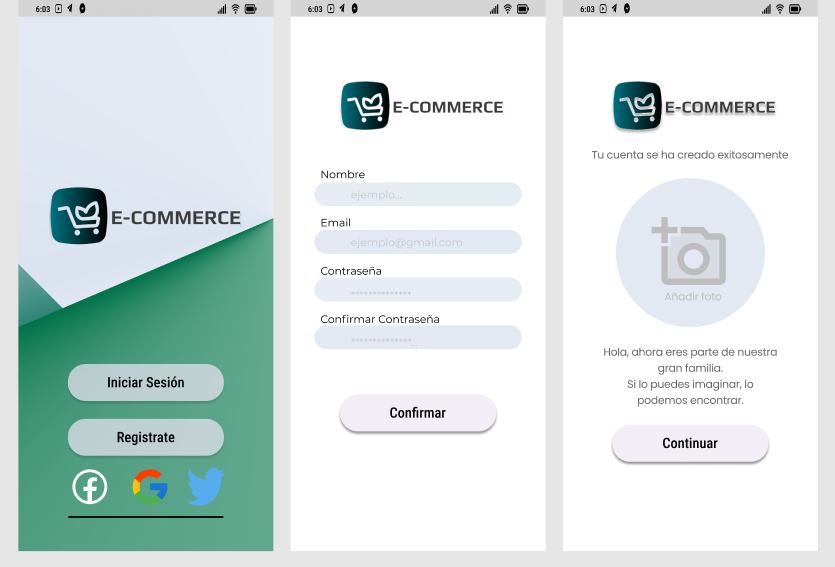 6:03
E-COMMERCE
Iniciar Sesión
Registrate
6:03
E-COMMERCE
Nombre
ejemplo...
Email
ejemplo@gmail.com
Contraseña
**************
Confirmar Contraseña
**************_
Confirmar
6:03
E-COMMERCE
Tu cuenta se ha creado exitosamente
Añadir foto
Hola, ahora eres parte de nuestra
gran familia.
Si lo puedes imaginar, lo
podemos encontrar.
Continuar